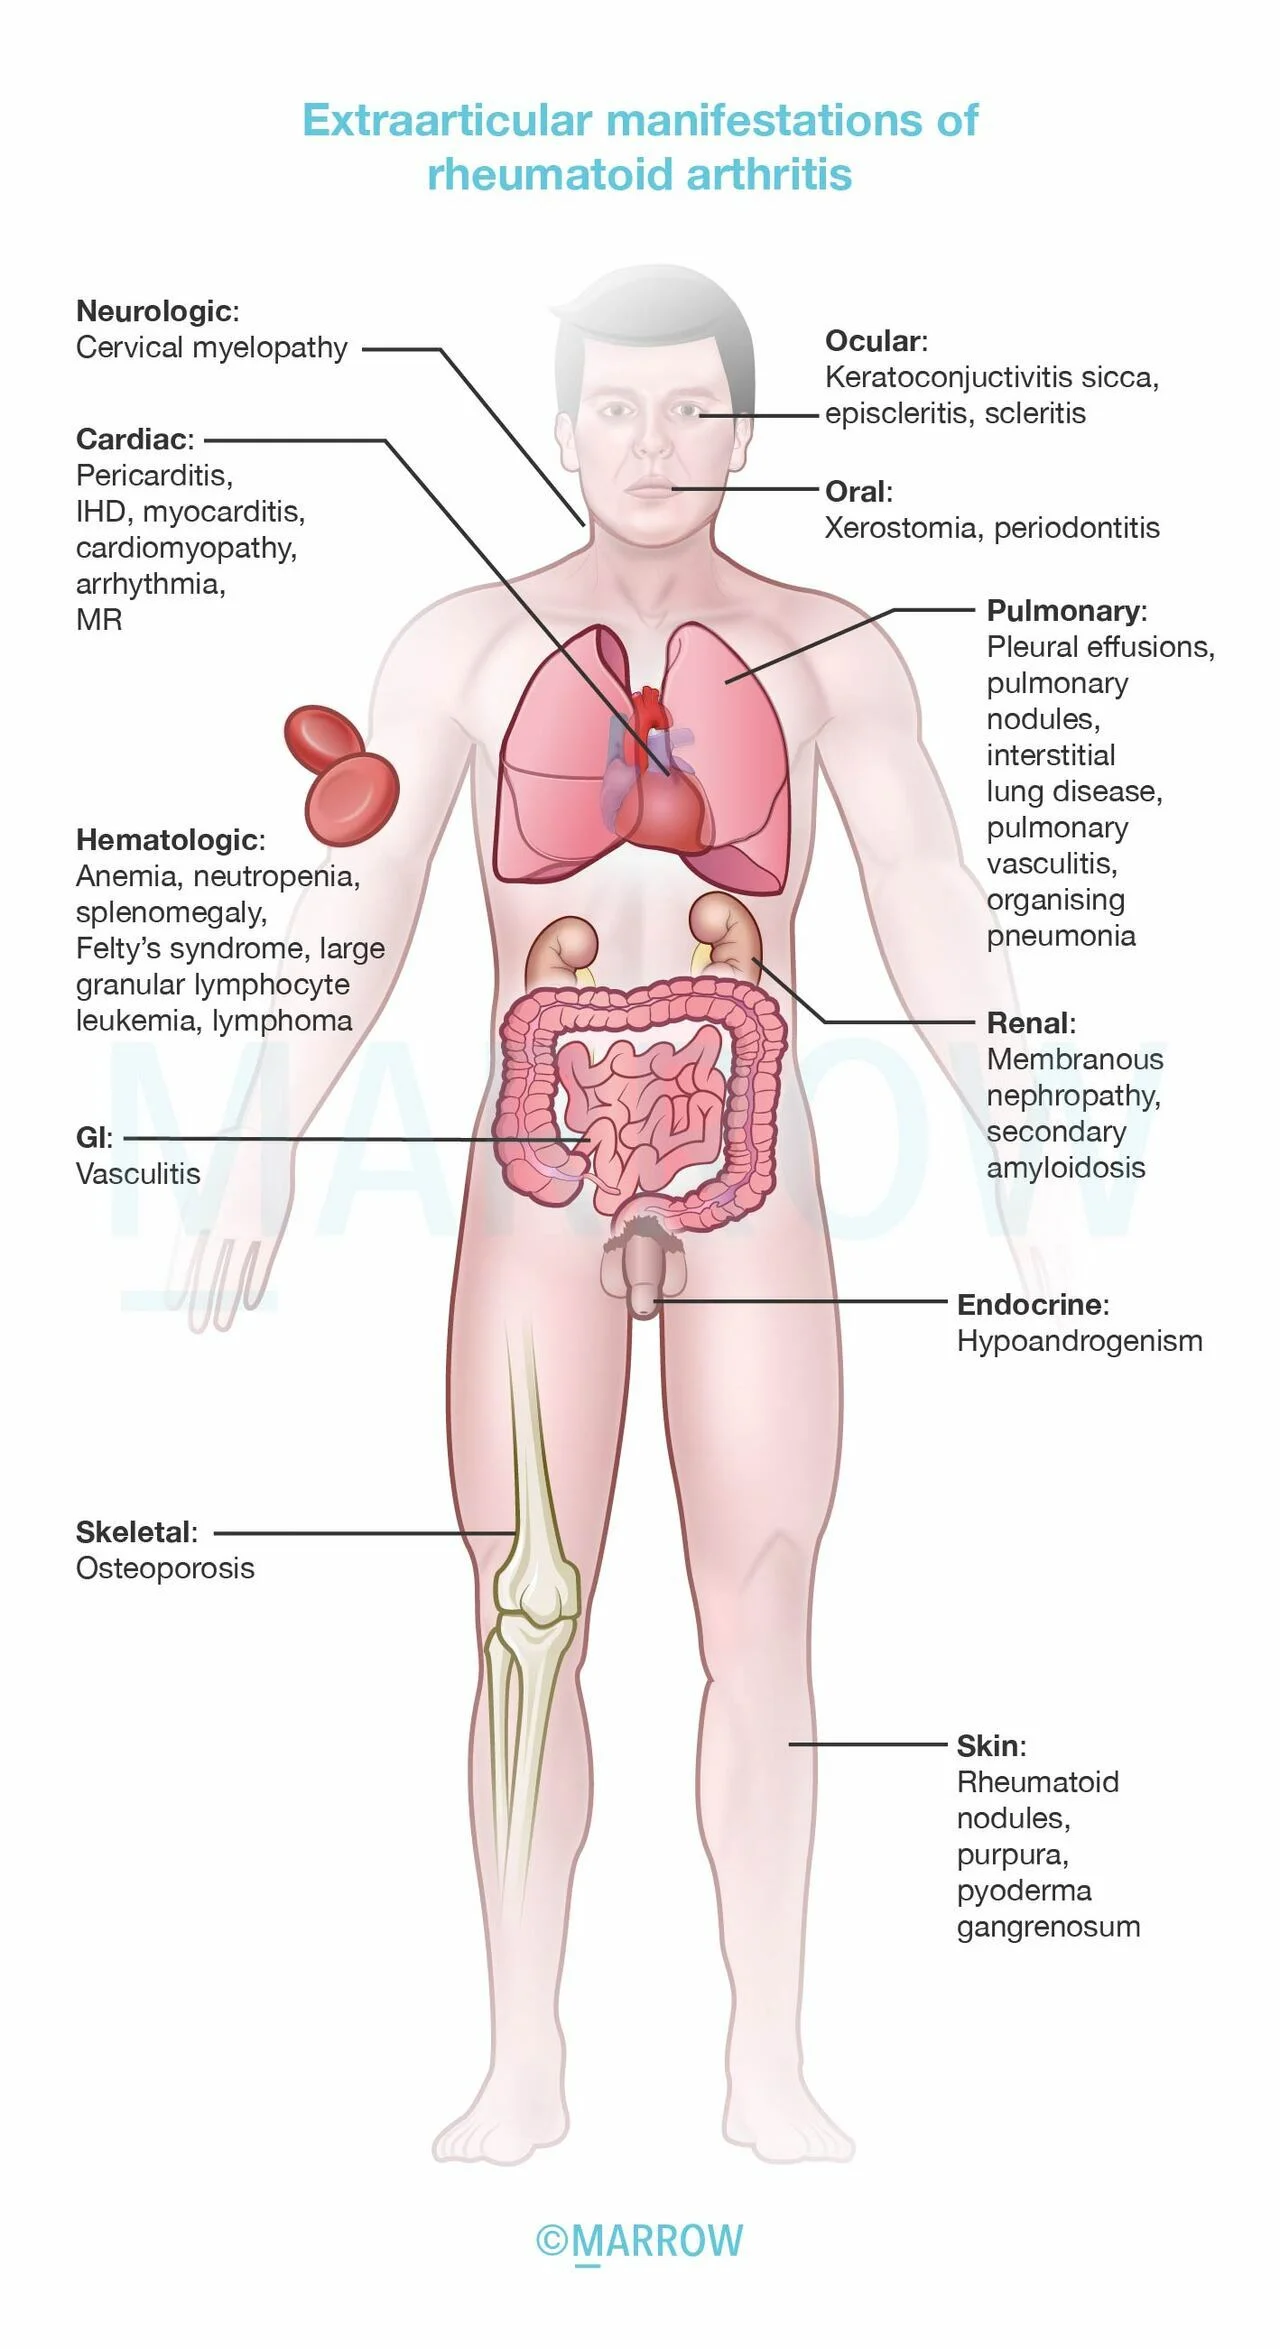 Extraarticular manifestations of
rheumatoid arthritis
Neurologic:
Cervical myelopathy
Cardiac:
Pericarditis,
IHD, myocarditis,
cardiomyopathy,
arrhythmia,
MR
Hematologic:
Anemia, neutropenia,
splenomegaly,
Felty's syndrome, large
granular lymphocyte
leukemia, lymphoma
GI:
Vasculitis
Skeletal:
Osteoporosis
Ocular:
Keratoconjuctivitis sicca,
episcleritis, scleritis
Oral:
Xerostomia, periodontitis
Pulmonary:
Pleural effusions,
pulmonary
nodules,
interstitial
lung disease,
pulmonary
vasculitis,
organising
pneumonia
Renal:
Membranous
nephropathy,
secondary
amyloidosis
Endocrine:
Hypoandrogenism
Skin:
Rheumatoid
nodules,
purpura,
pyoderma
gangrenosum
MARROW
©MARROW